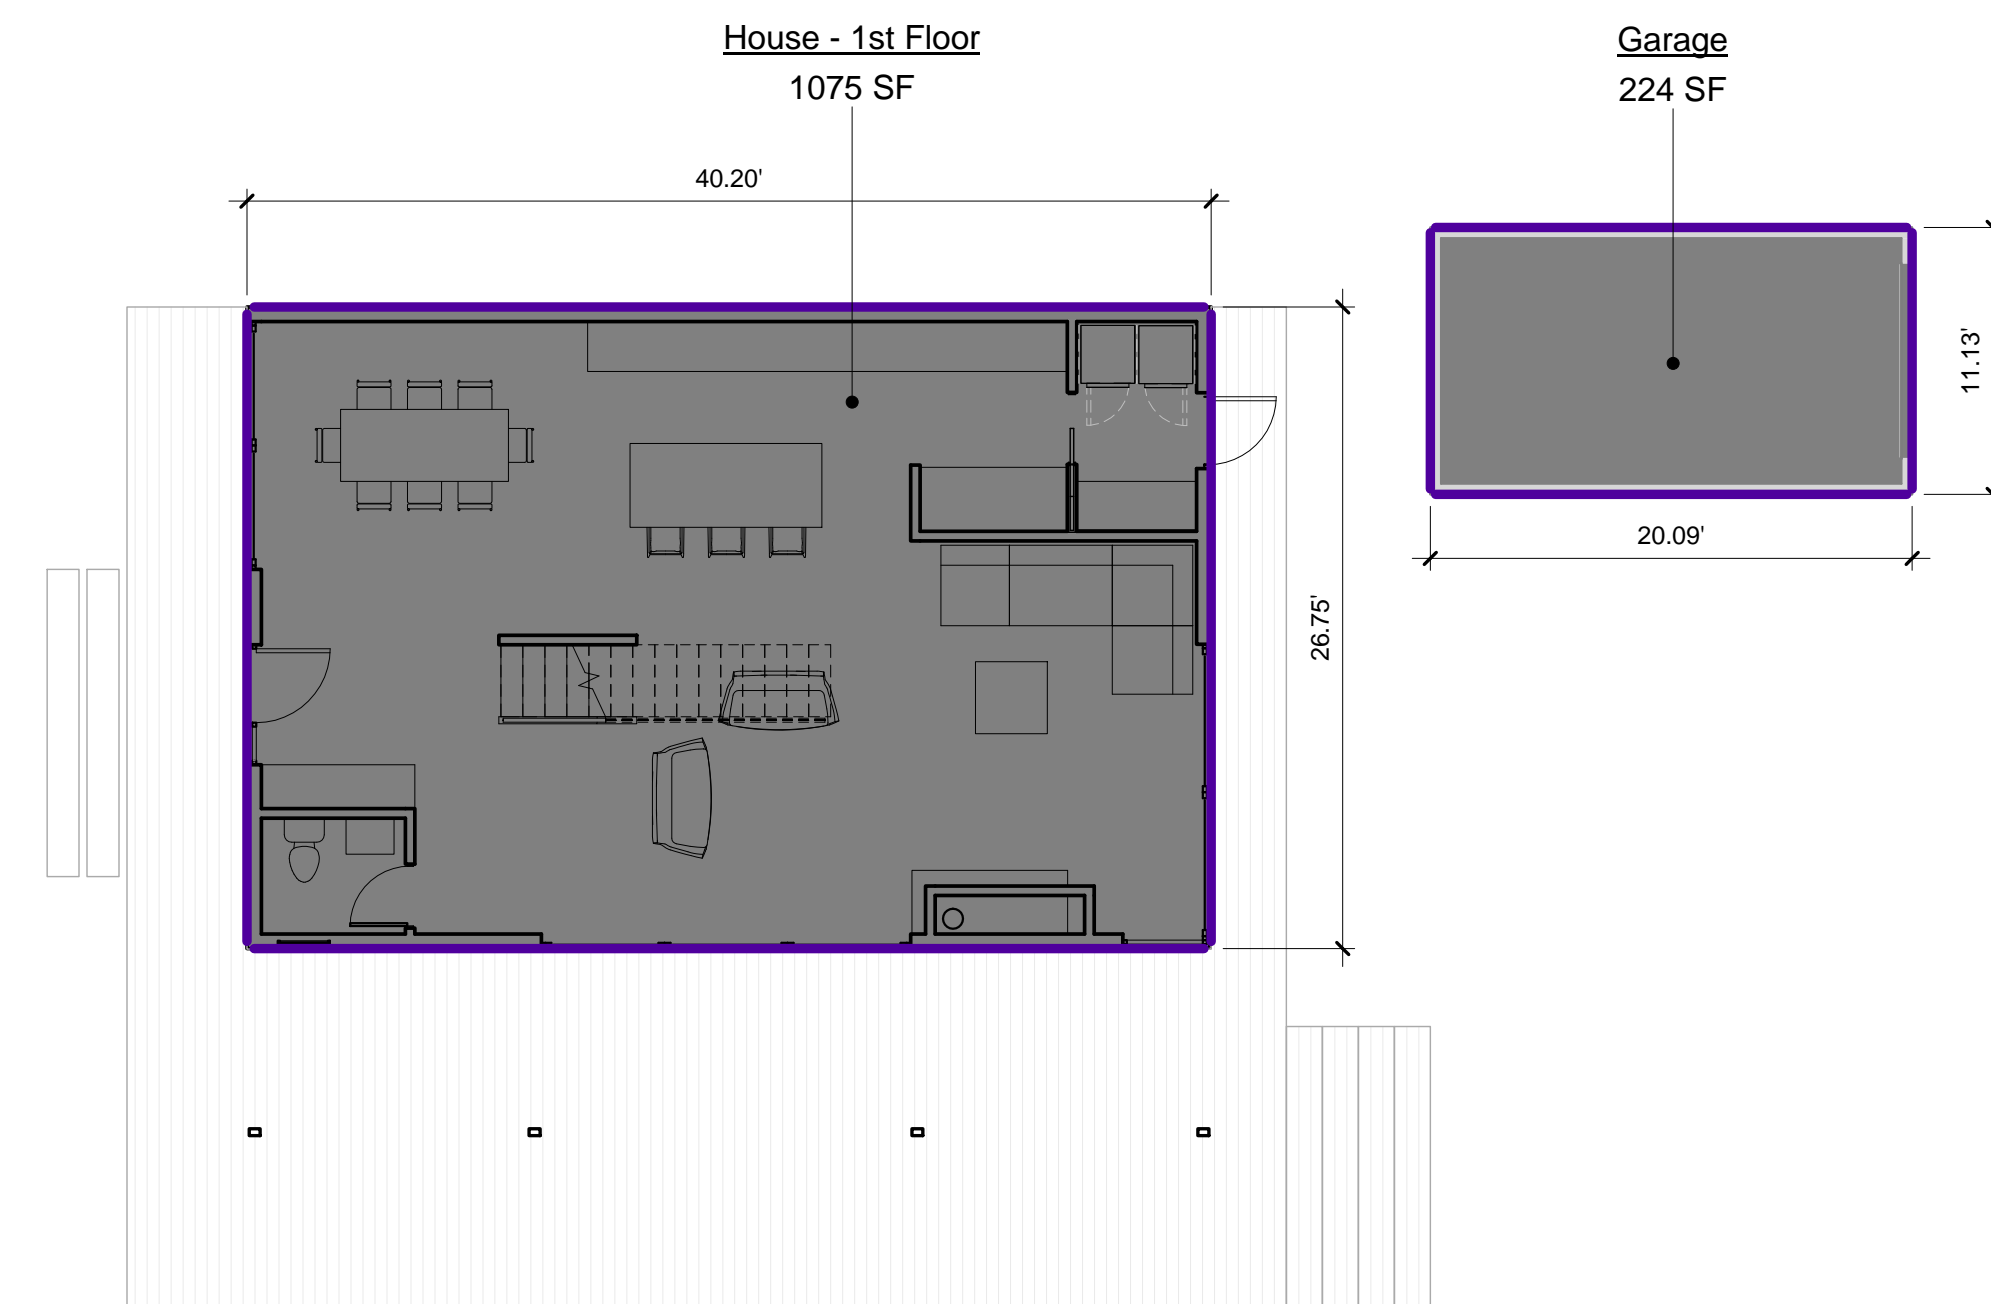 House - 1st Floor
1075 SF
Garage
224 SF
40.20'
11.13'
20.09'
26.75'